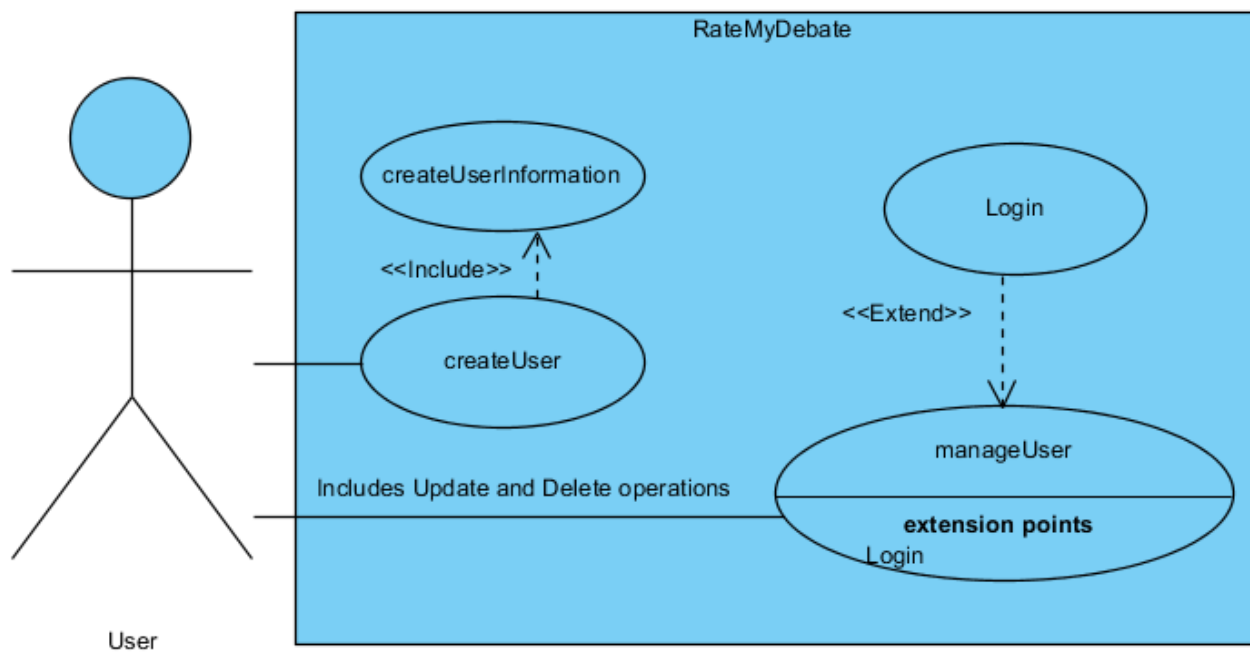 RateMyDebate
createUserInformation
Login
<<Include>>
<<Extend>>
createUser
manageUser
Includes Update and Delete operations
extension points
Login
User